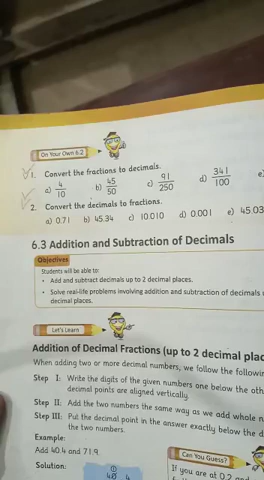 On Your Own 6.2
1. Convert the fractions to decimals.
a) 4/10 b) 45/50 c) 91/250 d) 341/100 e)
2. Convert the decimals to fractions.
a) 0.71 b) 45.34 c) 10.010 d) 0.001 e) 45.03
6.3 Addition and Subtraction of Decimals
Objectives
Students will be able to:
• Add and subtract decimals up to 2 decimal places.
• Solve real-life problems involving addition and subtraction of decimals
decimal places.
Let's Learn
Addition of Decimal Fractions (up to 2 decimal plac
When adding two or more decimal numbers, we follow the followin
Step I: Write the digits of the given numbers one below the oth
decimal points are aligned vertically.
Step II: Add the two numbers the same way as we add whole n
Step III: Put the decimal point in the answer exactly below the d
the two numbers.
Example:
Add 40.4 and 71.9.
Solution:
Can You Guess?
If you are at 0.2 and